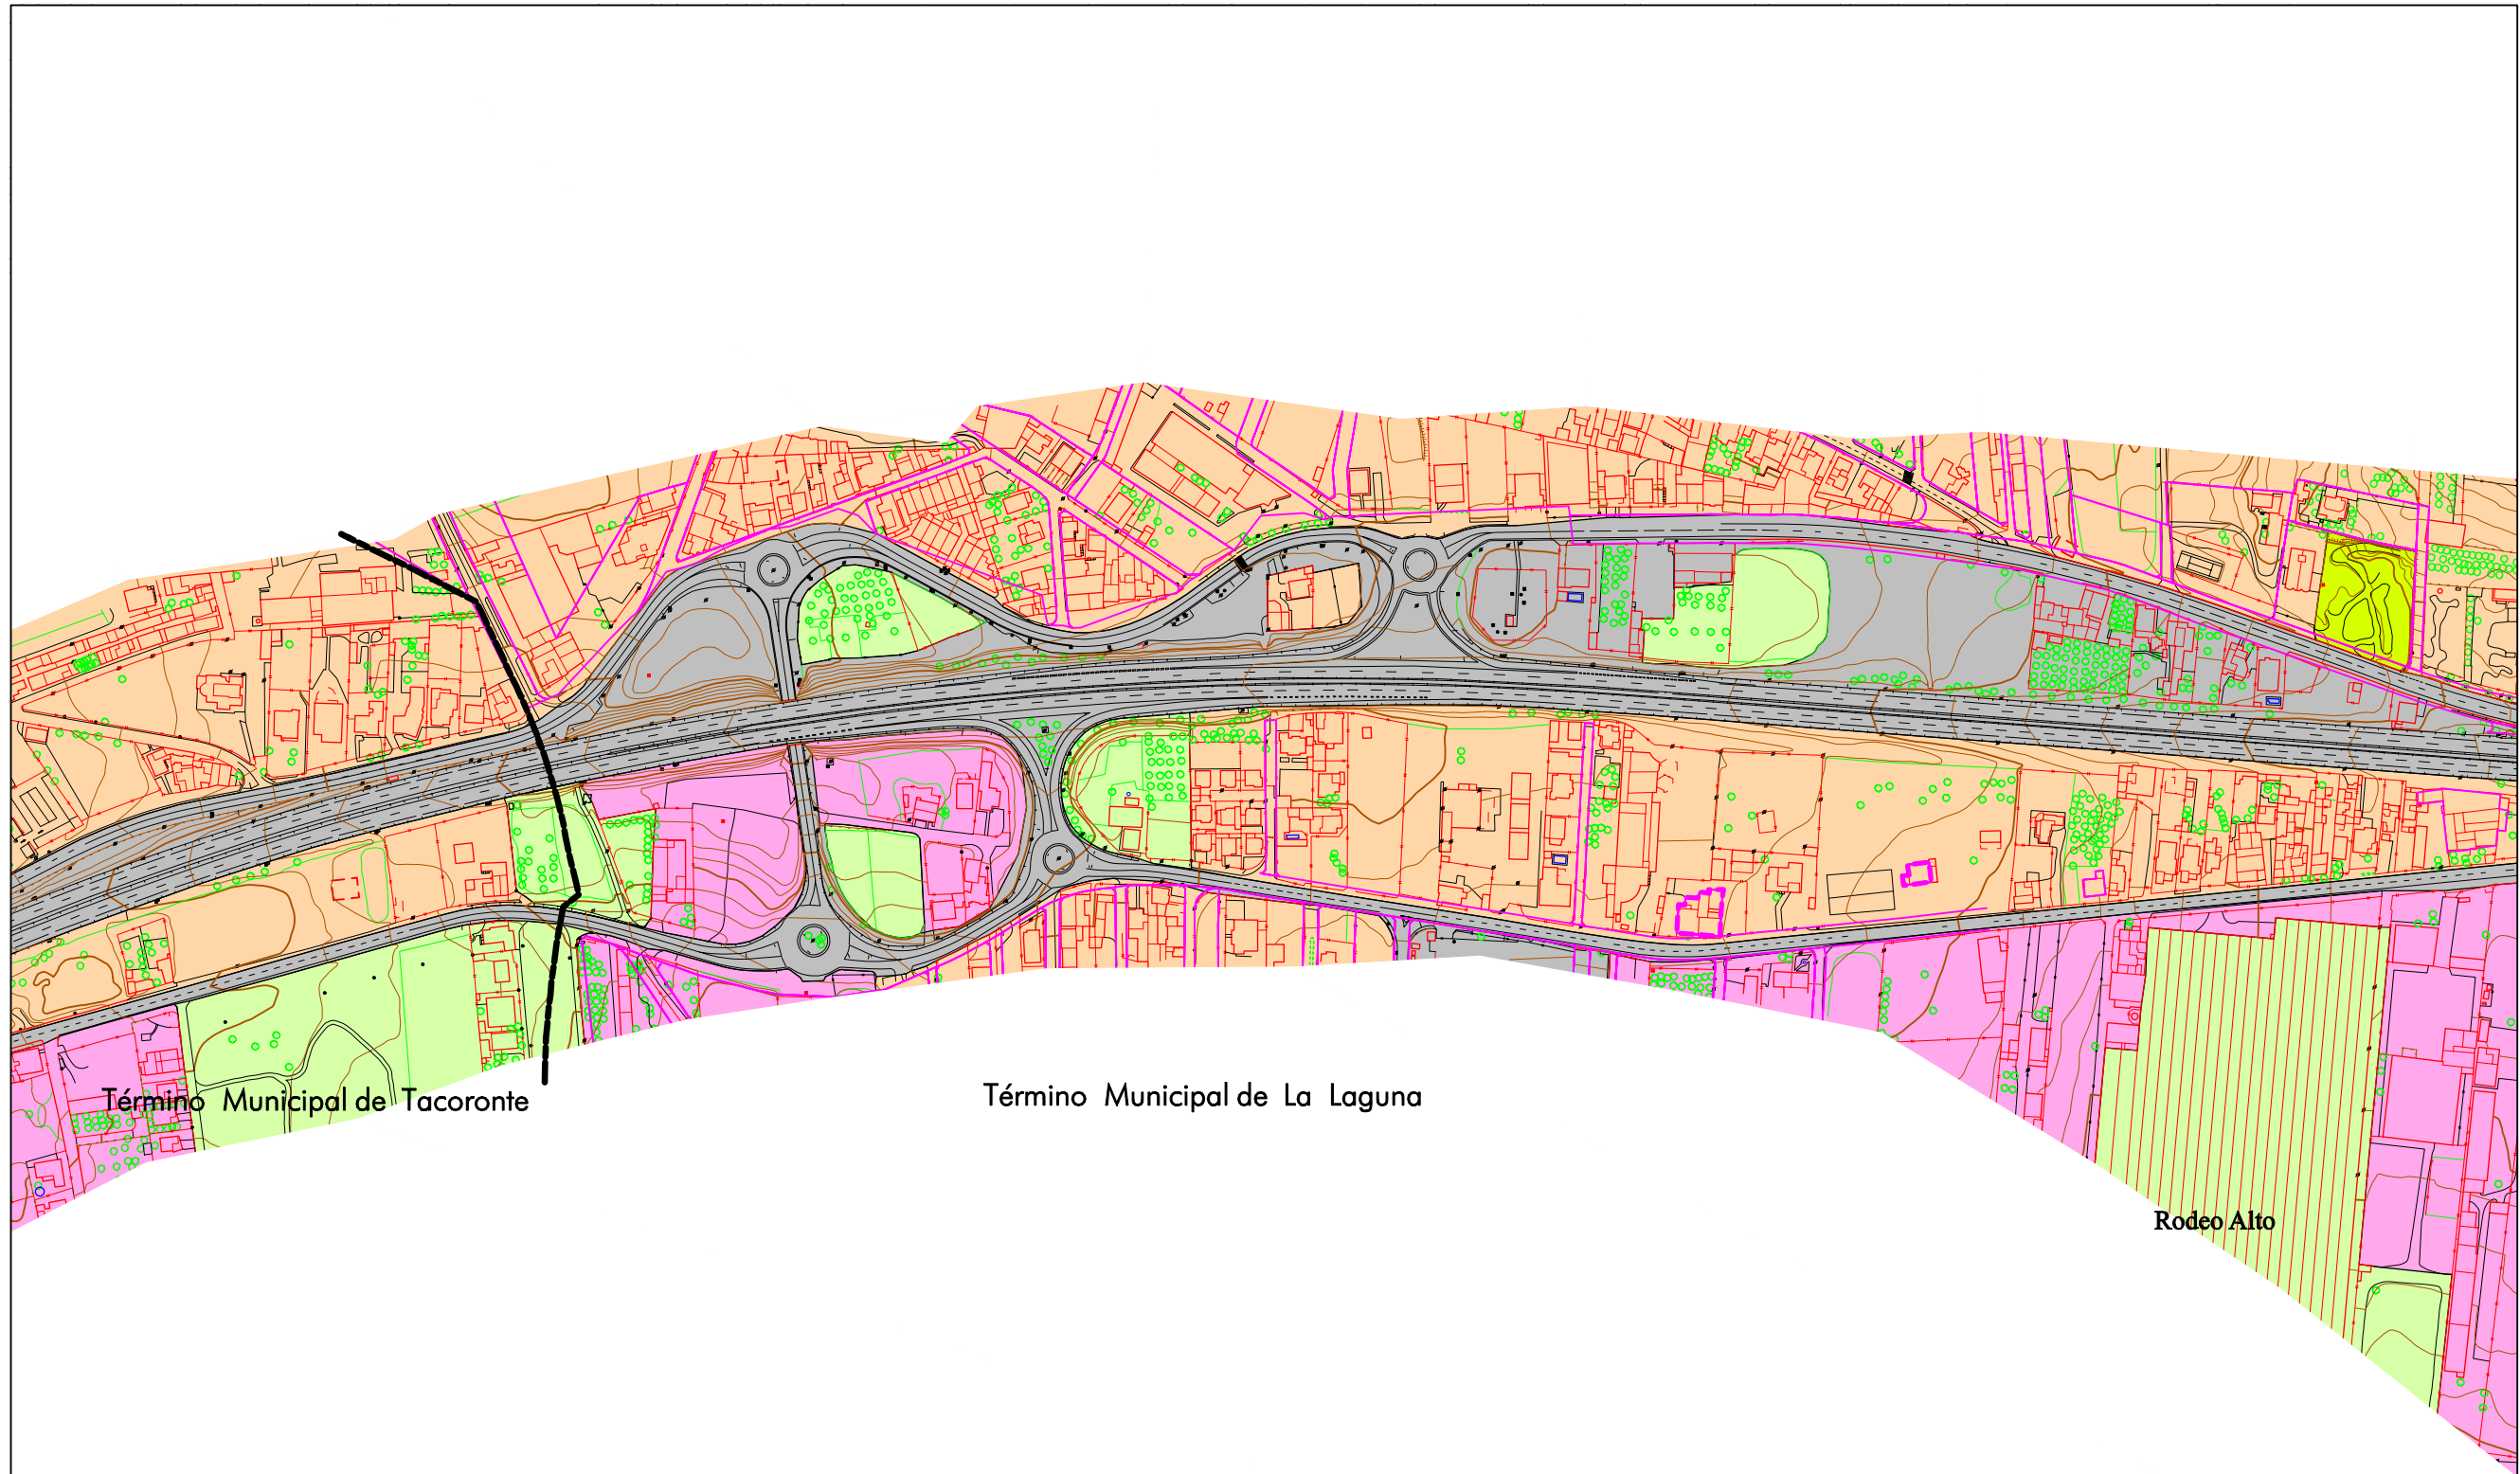 Término Municipal de Tacoronte
Término Municipal de La Laguna
Rodeo Alto